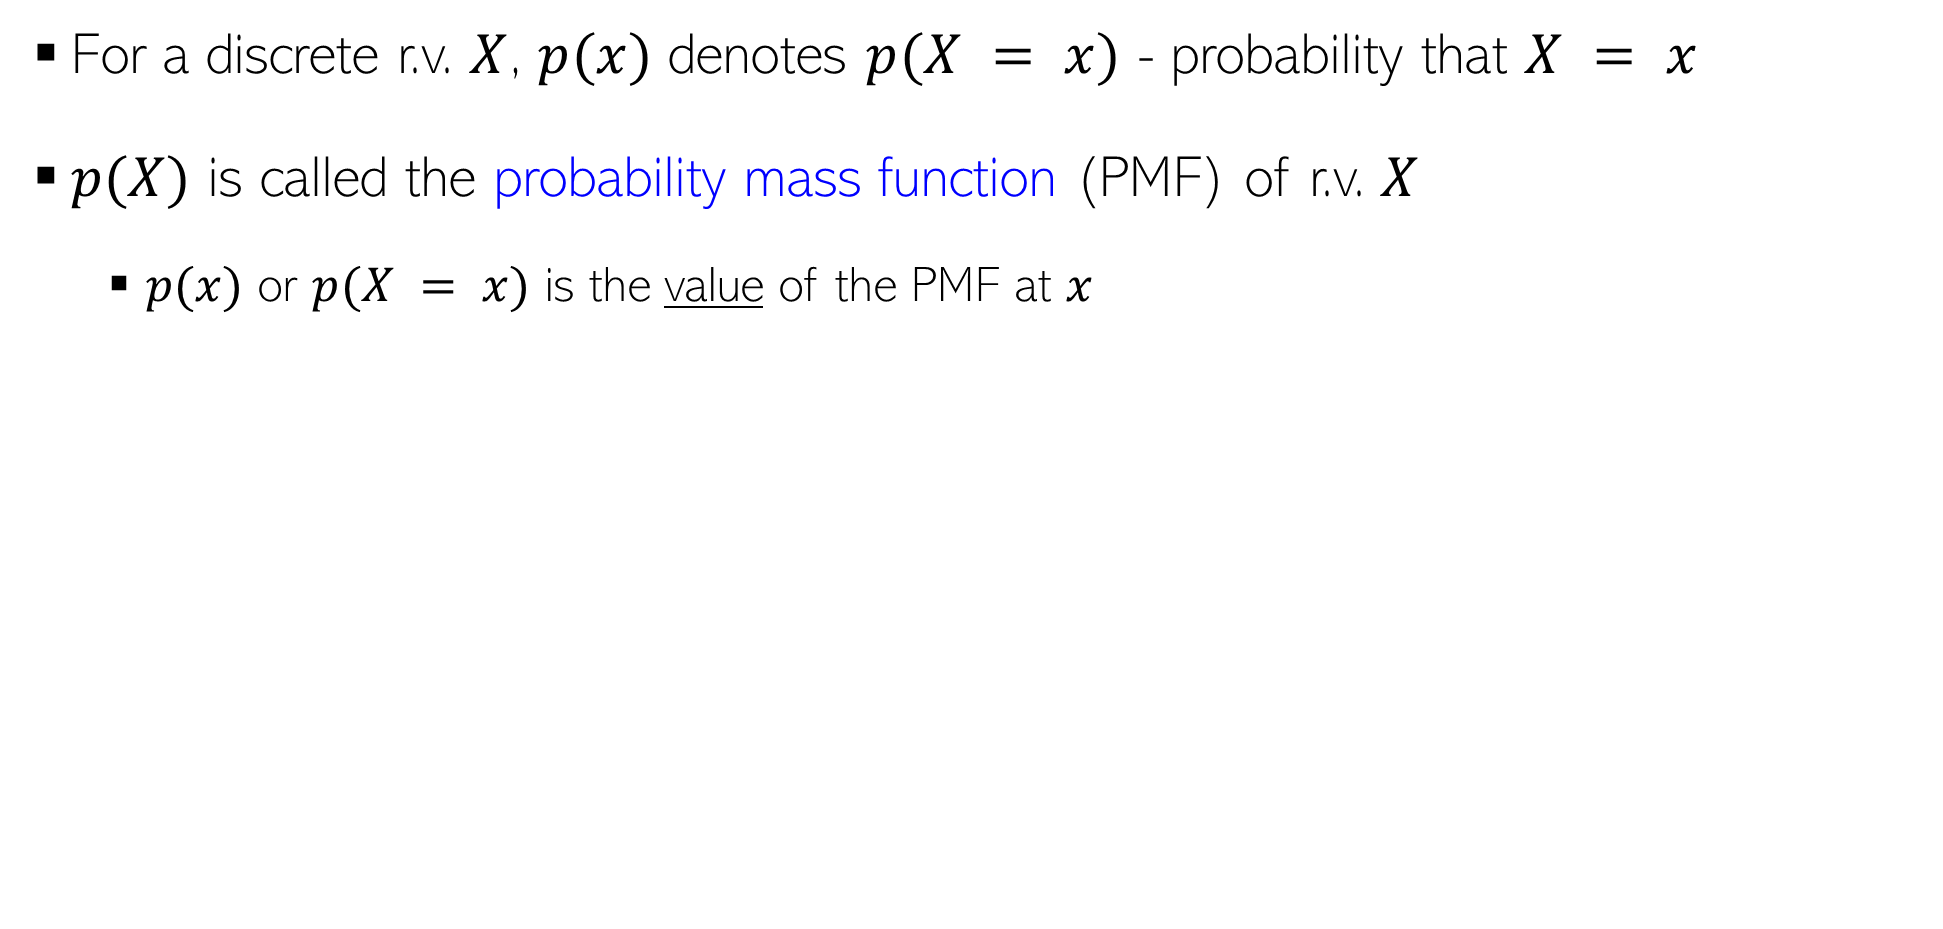 ▪ For a discrete r.v. X, p(x) denotes p(X = x) - probability that X = x
▪ p(X) is called the probability mass function (PMF) of r.v. X
▪ p(x) or p(X = x) is the value of the PMF at x